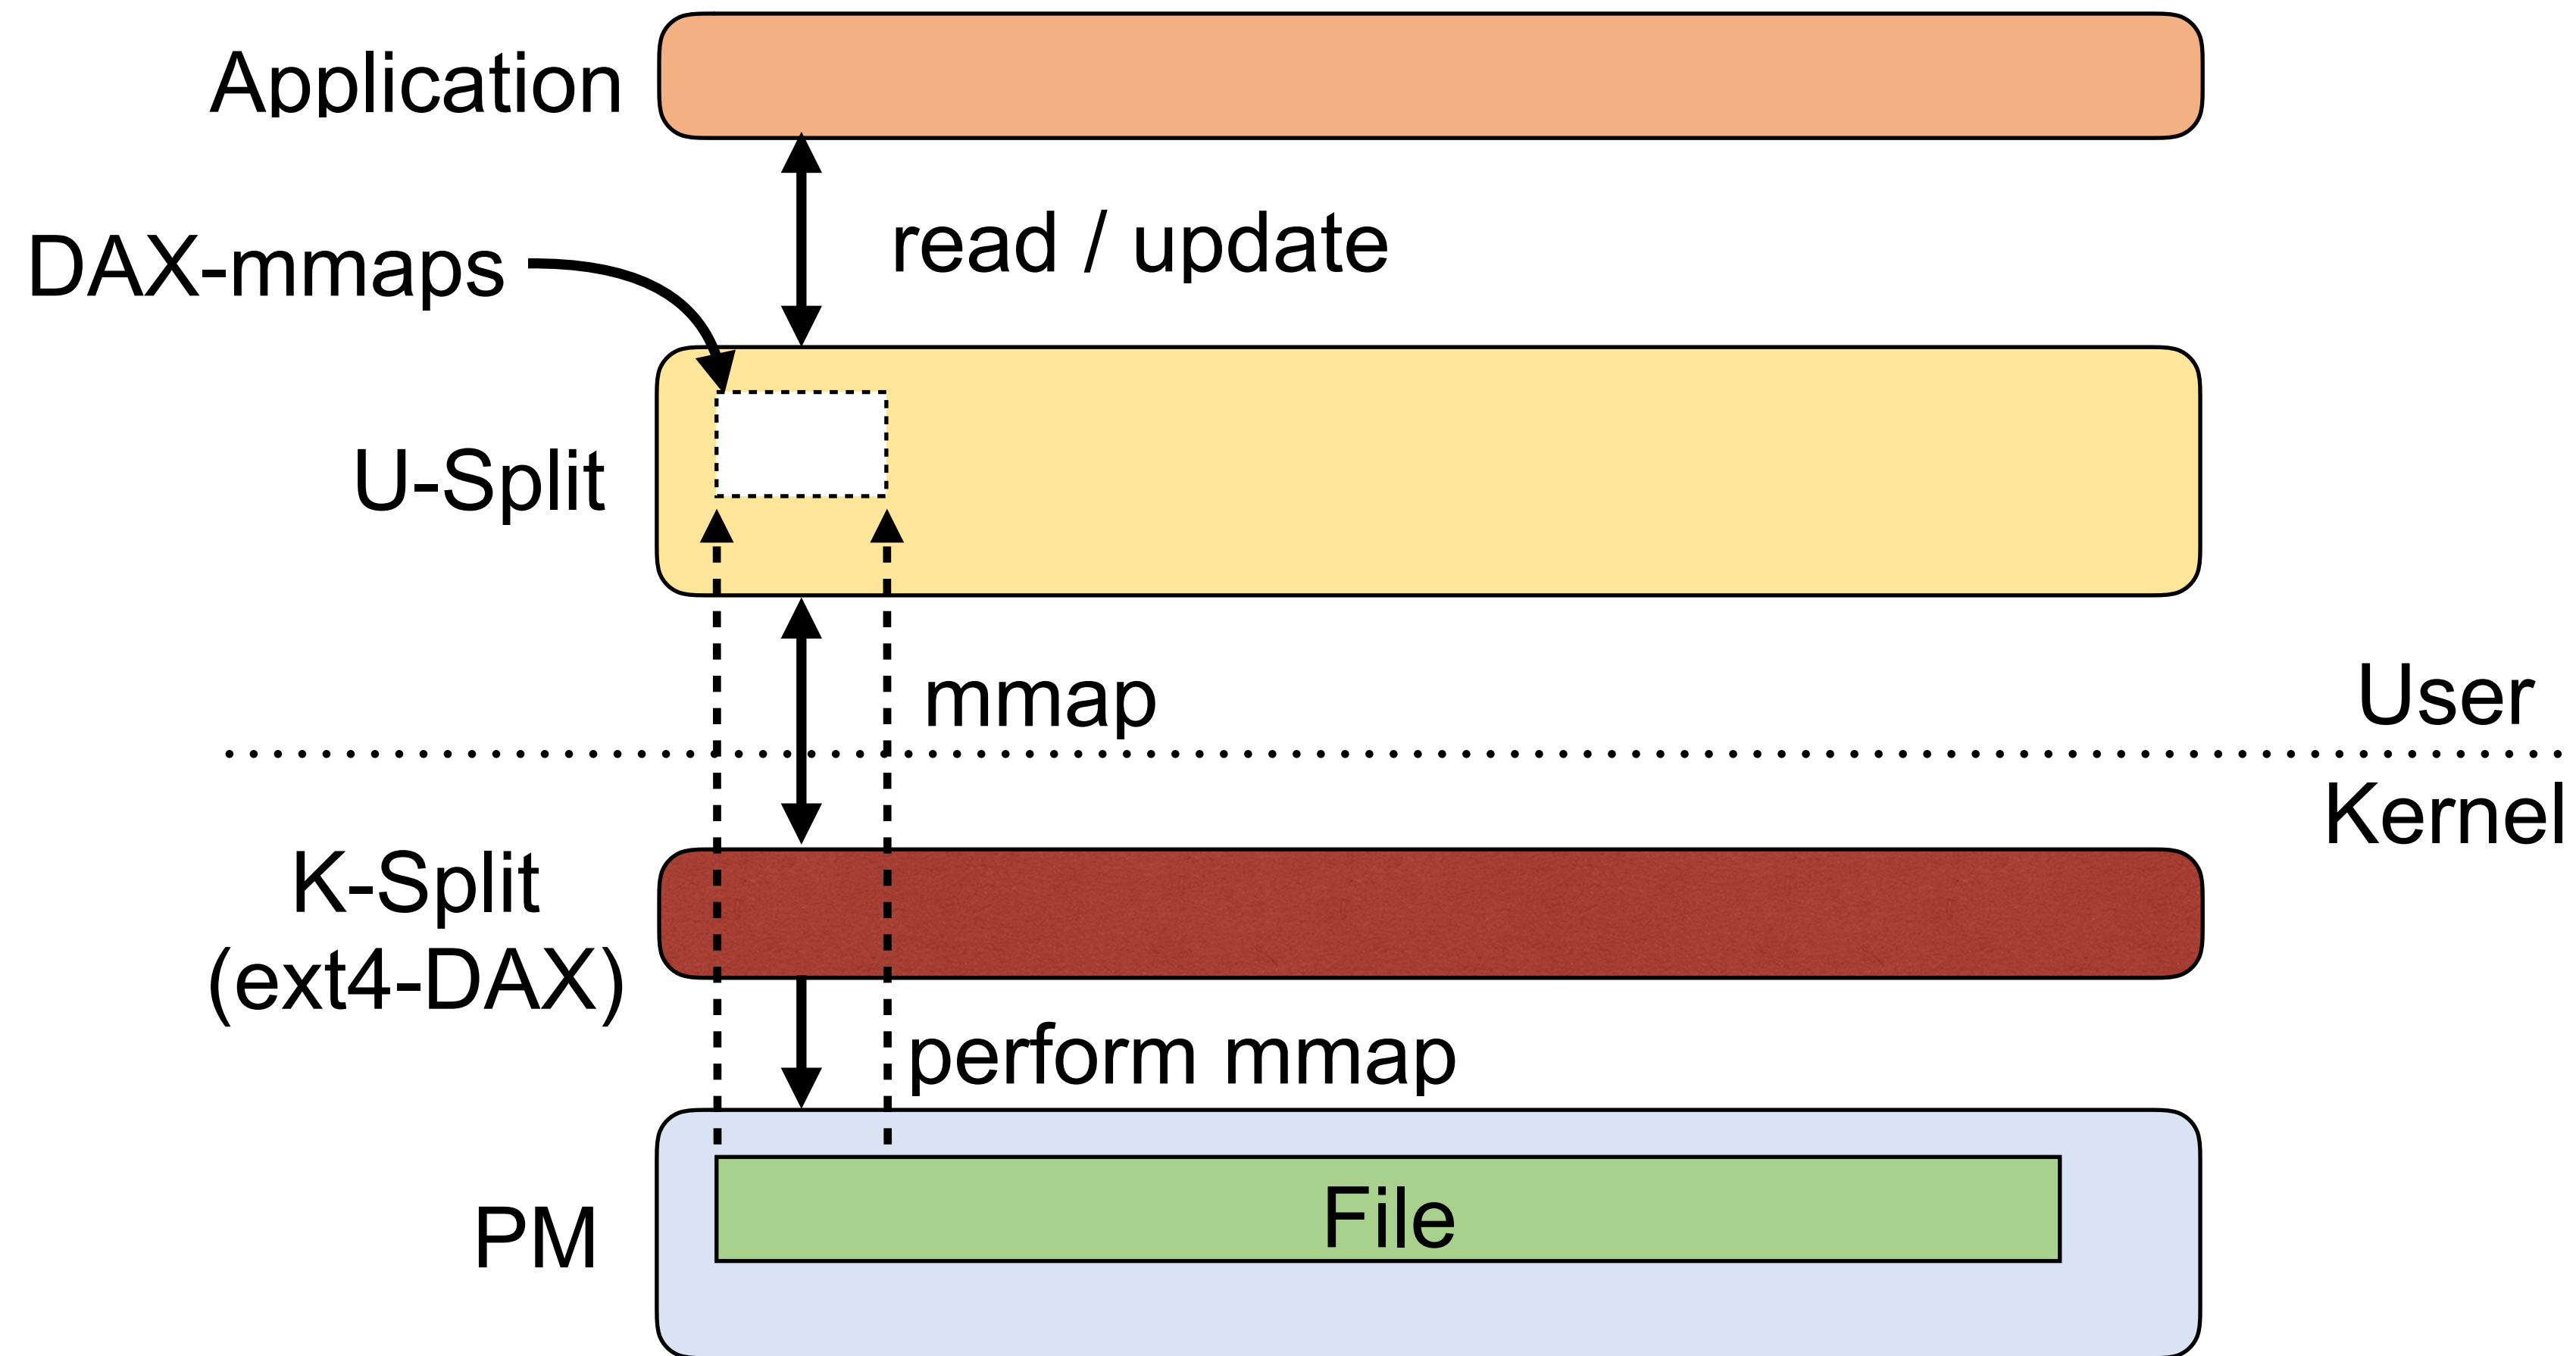 Application
read / update
DAX-mmaps
U-Split
mmap
User
Kernel
K-Split
(ext4-DAX)
perform mmap
File
PM